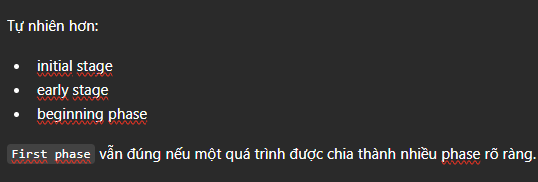 Tự nhiên hơn:
• initial stage
• early stage
• beginning phase
First phase vẫn đúng nếu một quá trình được chia thành nhiều phase rõ ràng.